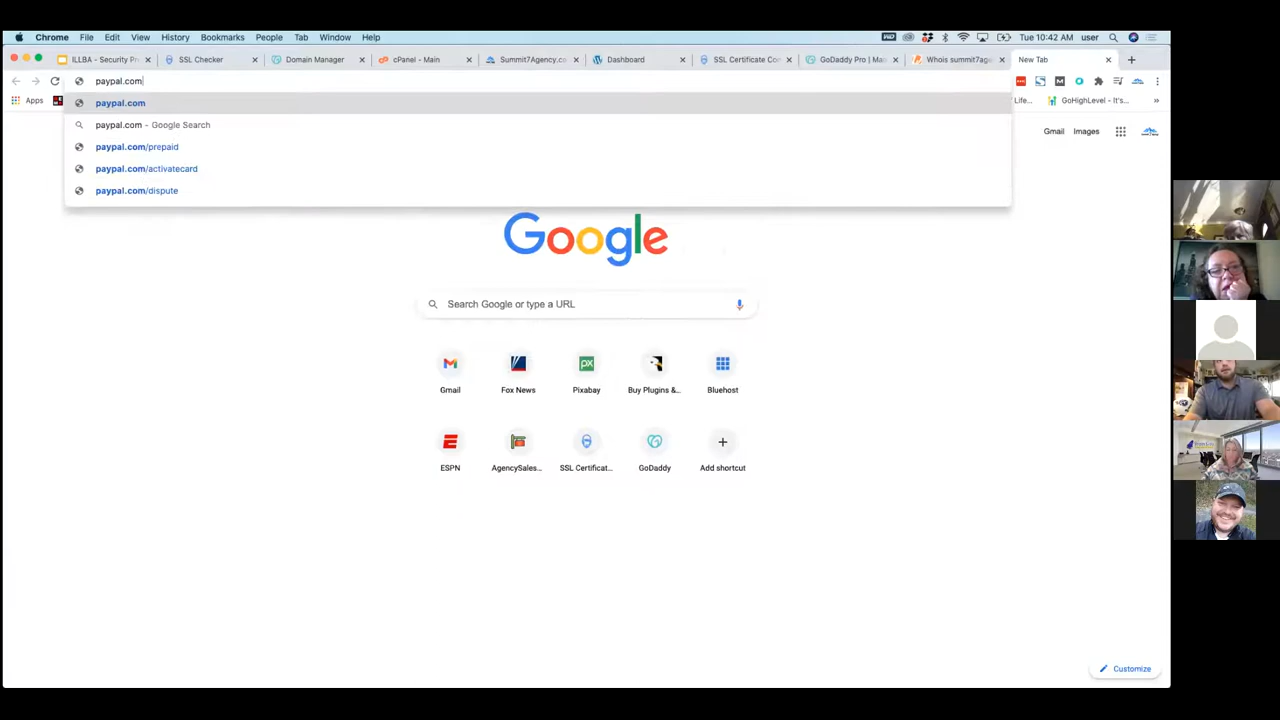 Chrome File Edit View History Bookmarks People Tab Window Help Tue 10:42 AM user
ILLBA - Security Pr SSL Checker Domain Manager cPanel - Main Summit7Agency.co Dashboard SSL Certificate Con GoDaddy Pro | Ma Whois summit7age New Tab
paypal.com
Apps Life... GoHighLevel - It's... »
paypal.com
paypal.com - Google Search
paypal.com/prepaid
paypal.com/activatecard
paypal.com/dispute
Gmail Images
Google
Search Google or type a URL
Gmail Fox News Pixabay Buy Plugins &... Bluehost
ESPN AgencySales... SSL Certificat... GoDaddy Add shortcut
Customize